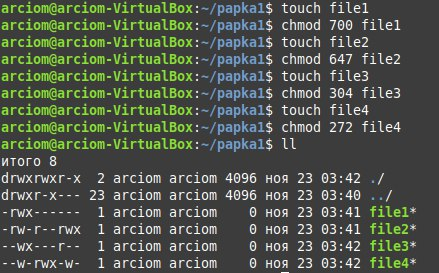 arciom@arciom-VirtualBox:~/papka1$ touch file1
arciom@arciom-VirtualBox:~/papka1$ chmod 700 file1
arciom@arciom-VirtualBox:~/papka1$ touch file2
arciom@arciom-VirtualBox:~/papka1$ chmod 647 file2
arciom@arciom-VirtualBox:~/papka1$ touch file3
arciom@arciom-VirtualBox:~/papka1$ chmod 304 file3
arciom@arciom-VirtualBox:~/papka1$ touch file4
arciom@arciom-VirtualBox:~/papka1$ chmod 272 file4
arciom@arciom-VirtualBox:~/papka1$ ll
итого 8
drwxrwxr-x  2 arciom arciom 4096 ноя 23 03:42 ./
drwxr-x--- 23 arciom arciom 4096 ноя 23 03:40 ../
-rwx------  1 arciom arciom    0 ноя 23 03:41 file1*
-rw-r--rwx  1 arciom arciom    0 ноя 23 03:41 file2*
--wx---r--  1 arciom arciom    0 ноя 23 03:42 file3*
--w-rwx-w-  1 arciom arciom    0 ноя 23 03:42 file4*